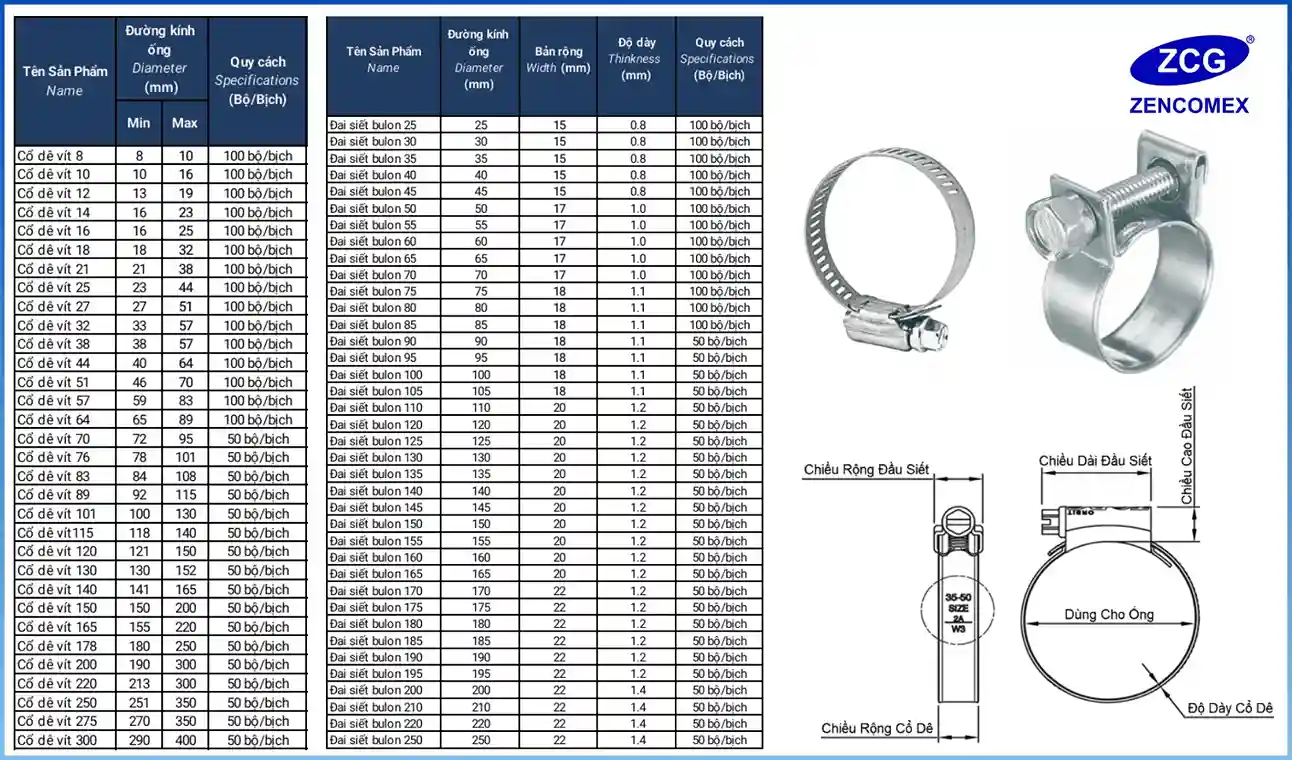 Tên Sản Phẩm
Name
Đường kính
ống
Diameter
(mm)
Min Max
Quy cách
Specifications
(Bộ/Bịch)
Cổ dê vít 8 8 10 100 bộ/bịch
Cổ dê vít 10 10 16 100 bộ/bịch
Cổ dê vít 12 13 19 100 bộ/bịch
Cổ dê vít 14 16 23 100 bộ/bịch
Cổ dê vít 16 16 25 100 bộ/bịch
Cổ dê vít 18 18 32 100 bộ/bịch
Cổ dê vít 21 21 38 100 bộ/bịch
Cổ dê vít 25 23 44 100 bộ/bịch
Cổ dê vít 27 27 51 100 bộ/bịch
Cổ dê vít 32 33 57 100 bộ/bịch
Cổ dê vít 38 38 57 100 bộ/bịch
Cổ dê vít 44 40 64 100 bộ/bịch
Cổ dê vít 51 46 70 100 bộ/bịch
Cổ dê vít 57 59 83 100 bộ/bịch
Cổ dê vít 64 65 89 100 bộ/bịch
Cổ dê vít 70 72 95 50 bộ/bịch
Cổ dê vít 76 78 101 50 bộ/bịch
Cổ dê vít 83 84 108 50 bộ/bịch
Cổ dê vít 89 92 115 50 bộ/bịch
Cổ dê vít 101 100 130 50 bộ/bịch
Cổ dê vít115 118 140 50 bộ/bịch
Cổ dê vít 120 121 150 50 bộ/bịch
Cổ dê vít 130 130 152 50 bộ/bịch
Cổ dê vít 140 141 165 50 bộ/bịch
Cổ dê vít 150 150 200 50 bộ/bịch
Cổ dê vít 165 155 220 50 bộ/bịch
Cổ dê vít 178 180 250 50 bộ/bịch
Cổ dê vít 200 190 300 50 bộ/bịch
Cổ dê vít 220 213 300 50 bộ/bịch
Cổ dê vít 250 251 350 50 bộ/bịch
Cổ dê vít 275 270 350 50 bộ/bịch
Cổ dê vít 300 290 400 50 bộ/bịch
Tên Sản Phẩm
Name
Đường kính
ống
Diameter
(mm)
Bản rộng
Width (mm)
Độ dày
Thinkness
(mm)
Quy cách
Specifications
(Bộ/Bịch)
Đai siết bulon 25 25 15 0.8 100 bộ/bịch
Đai siết bulon 30 30 15 0.8 100 bộ/bịch
Đai siết bulon 35 35 15 0.8 100 bộ/bịch
Đai siết bulon 40 40 15 0.8 100 bộ/bịch
Đai siết bulon 45 45 15 0.8 100 bộ/bịch
Đai siết bulon 50 50 17 1.0 100 bộ/bịch
Đai siết bulon 55 55 17 1.0 100 bộ/bịch
Đai siết bulon 60 60 17 1.0 100 bộ/bịch
Đai siết bulon 65 65 17 1.0 100 bộ/bịch
Đai siết bulon 70 70 17 1.0 100 bộ/bịch
Đai siết bulon 75 75 18 1.1 100 bộ/bịch
Đai siết bulon 80 80 18 1.1 100 bộ/bịch
Đai siết bulon 85 85 18 1.1 100 bộ/bịch
Đai siết bulon 90 90 18 1.1 50 bộ/bịch
Đai siết bulon 95 95 18 1.1 50 bộ/bịch
Đai siết bulon 100 100 18 1.1 50 bộ/bịch
Đai siết bulon 105 105 18 1.1 50 bộ/bịch
Đai siết bulon 110 110 20 1.2 50 bộ/bịch
Đai siết bulon 120 120 20 1.2 50 bộ/bịch
Đai siết bulon 125 125 20 1.2 50 bộ/bịch
Đai siết bulon 130 130 20 1.2 50 bộ/bịch
Đai siết bulon 135 135 20 1.2 50 bộ/bịch
Đai siết bulon 140 140 20 1.2 50 bộ/bịch
Đai siết bulon 145 145 20 1.2 50 bộ/bịch
Đai siết bulon 150 150 20 1.2 50 bộ/bịch
Đai siết bulon 155 155 20 1.2 50 bộ/bịch
Đai siết bulon 160 160 20 1.2 50 bộ/bịch
Đai siết bulon 165 165 20 1.2 50 bộ/bịch
Đai siết bulon 170 170 22 1.2 50 bộ/bịch
Đai siết bulon 175 175 22 1.2 50 bộ/bịch
Đai siết bulon 180 180 22 1.2 50 bộ/bịch
Đai siết bulon 185 185 22 1.2 50 bộ/bịch
Đai siết bulon 190 190 22 1.2 50 bộ/bịch
Đai siết bulon 195 195 22 1.2 50 bộ/bịch
Đai siết bulon 200 200 22 1.4 50 bộ/bịch
Đai siết bulon 210 210 22 1.4 50 bộ/bịch
Đai siết bulon 220 220 22 1.4 50 bộ/bịch
Đai siết bulon 250 250 22 1.4 50 bộ/bịch
ZCG®
ZENCOMEX
Chiều Rộng Đầu Siết
35-50
SIZE
2A
W3
Chiều Rộng Cổ Dê
Chiều Dài Đầu Siết
Chiều Cao Đầu Siết
ORBIT
Dùng Cho Ống
Độ Dày Cổ Dê